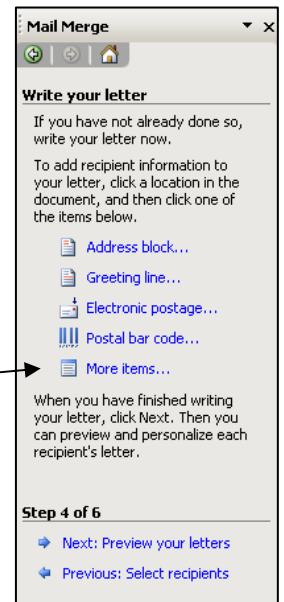 Mail Merge
Write your letter
If you have not already done so,
write your letter now.
To add recipient information to
your letter, click a location in the
document, and then click one of
the items below.
Address block...
Greeting line...
Electronic postage...
Postal bar code...
More items...
When you have finished writing
your letter, click Next. Then you
can preview and personalize each
recipient's letter.
Step 4 of 6
Next: Preview your letters
Previous: Select recipients